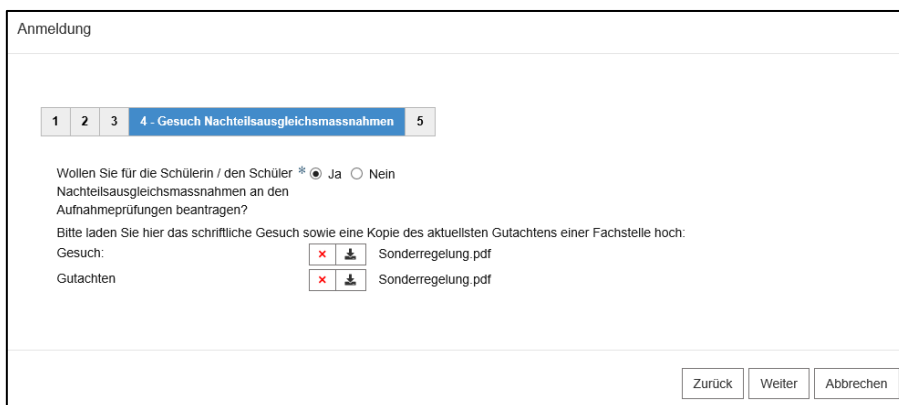 Anmeldung
1 2 3 4 - Gesuch Nachteilsausgleichsmassnahmen 5
Wollen Sie für die Schülerin / den Schüler * Ja Nein
Nachteilsausgleichsmassnahmen an den
Aufnahmeprüfungen beantragen?
Bitte laden Sie hier das schriftliche Gesuch sowie eine Kopie des aktuellsten Gutachtens einer Fachstelle hoch:
Gesuch: Sonderregelung.pdf
Gutachten Sonderregelung.pdf
Zurück Weiter Abbrechen